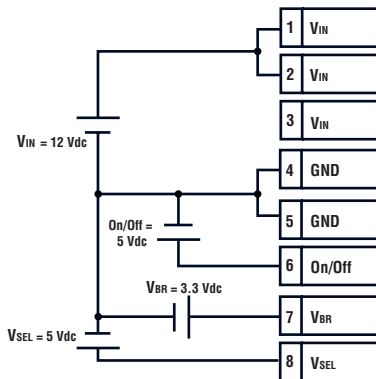 1 VIN
2 VIN
3 VIN
VIN = 12 Vdc
4 GND
5 GND
On/Off =
5 Vdc
6 On/Off
VBR = 3.3 Vdc
7 VBR
VSEL = 5 Vdc
8 VSEL